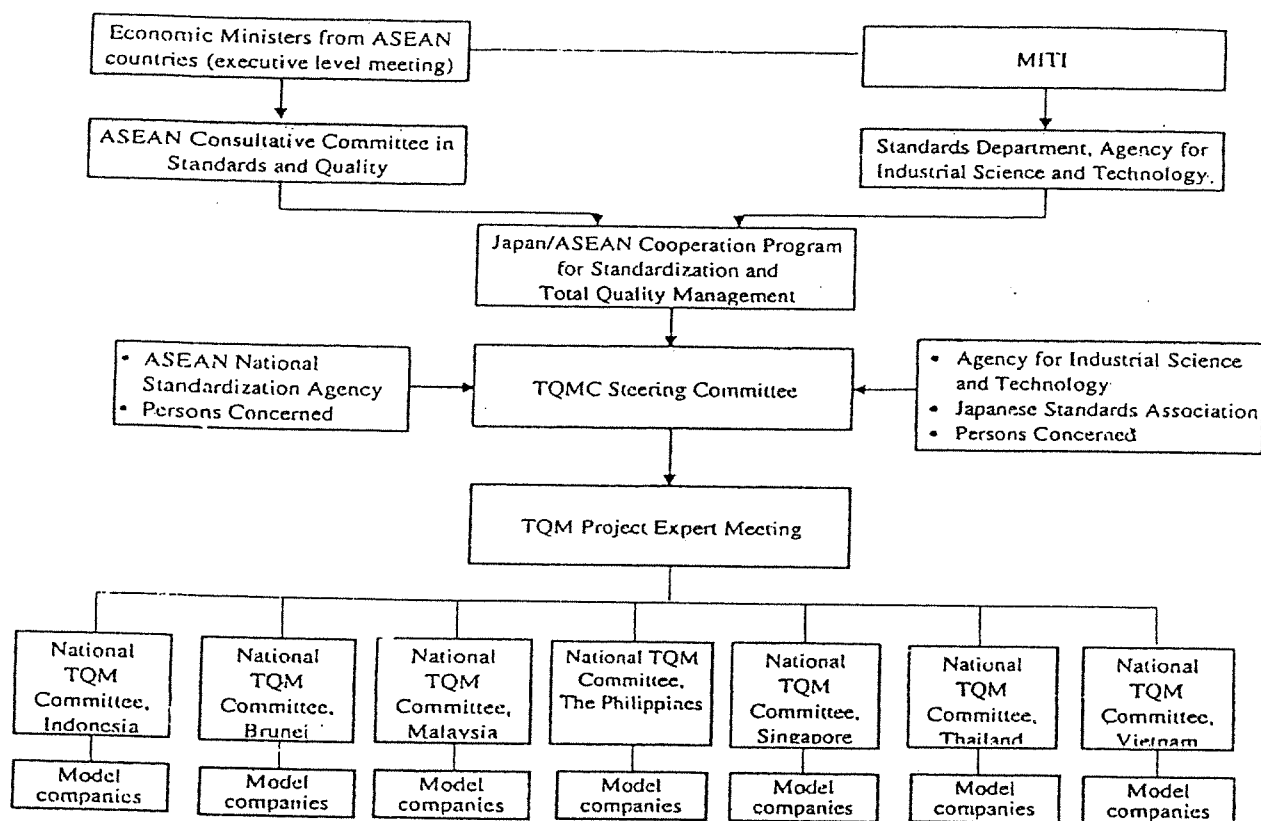 Economic Ministers from ASEAN
countries (executive level meeting)
MITI
ASEAN Consultative Committee in
Standards and Quality
Standards Department, Agency for
Industrial Science and Technology.
Japan/ASEAN Cooperation Program
for Standardization and
Total Quality Management
• ASEAN National
Standardization Agency
• Persons Concerned
TQMC Steering Committee
• Agency for Industrial Science
and Technology
• Japanese Standards Association
• Persons Concerned
TQM Project Expert Meeting
National
TQM
Committee,
Indonesia
National
TQM
Committee,
Brunei
National
TQM
Committee,
Malaysia
National TQM
Committee,
The Philippines
National
TQM
Committee,
Singapore
National
TQM
Committee,
Thailand
National
TQM
Committee,
Vietnam
Model
companies
Model
companies
Model
companies
Model
companies
Model
companies
Model
companies
Model
companies